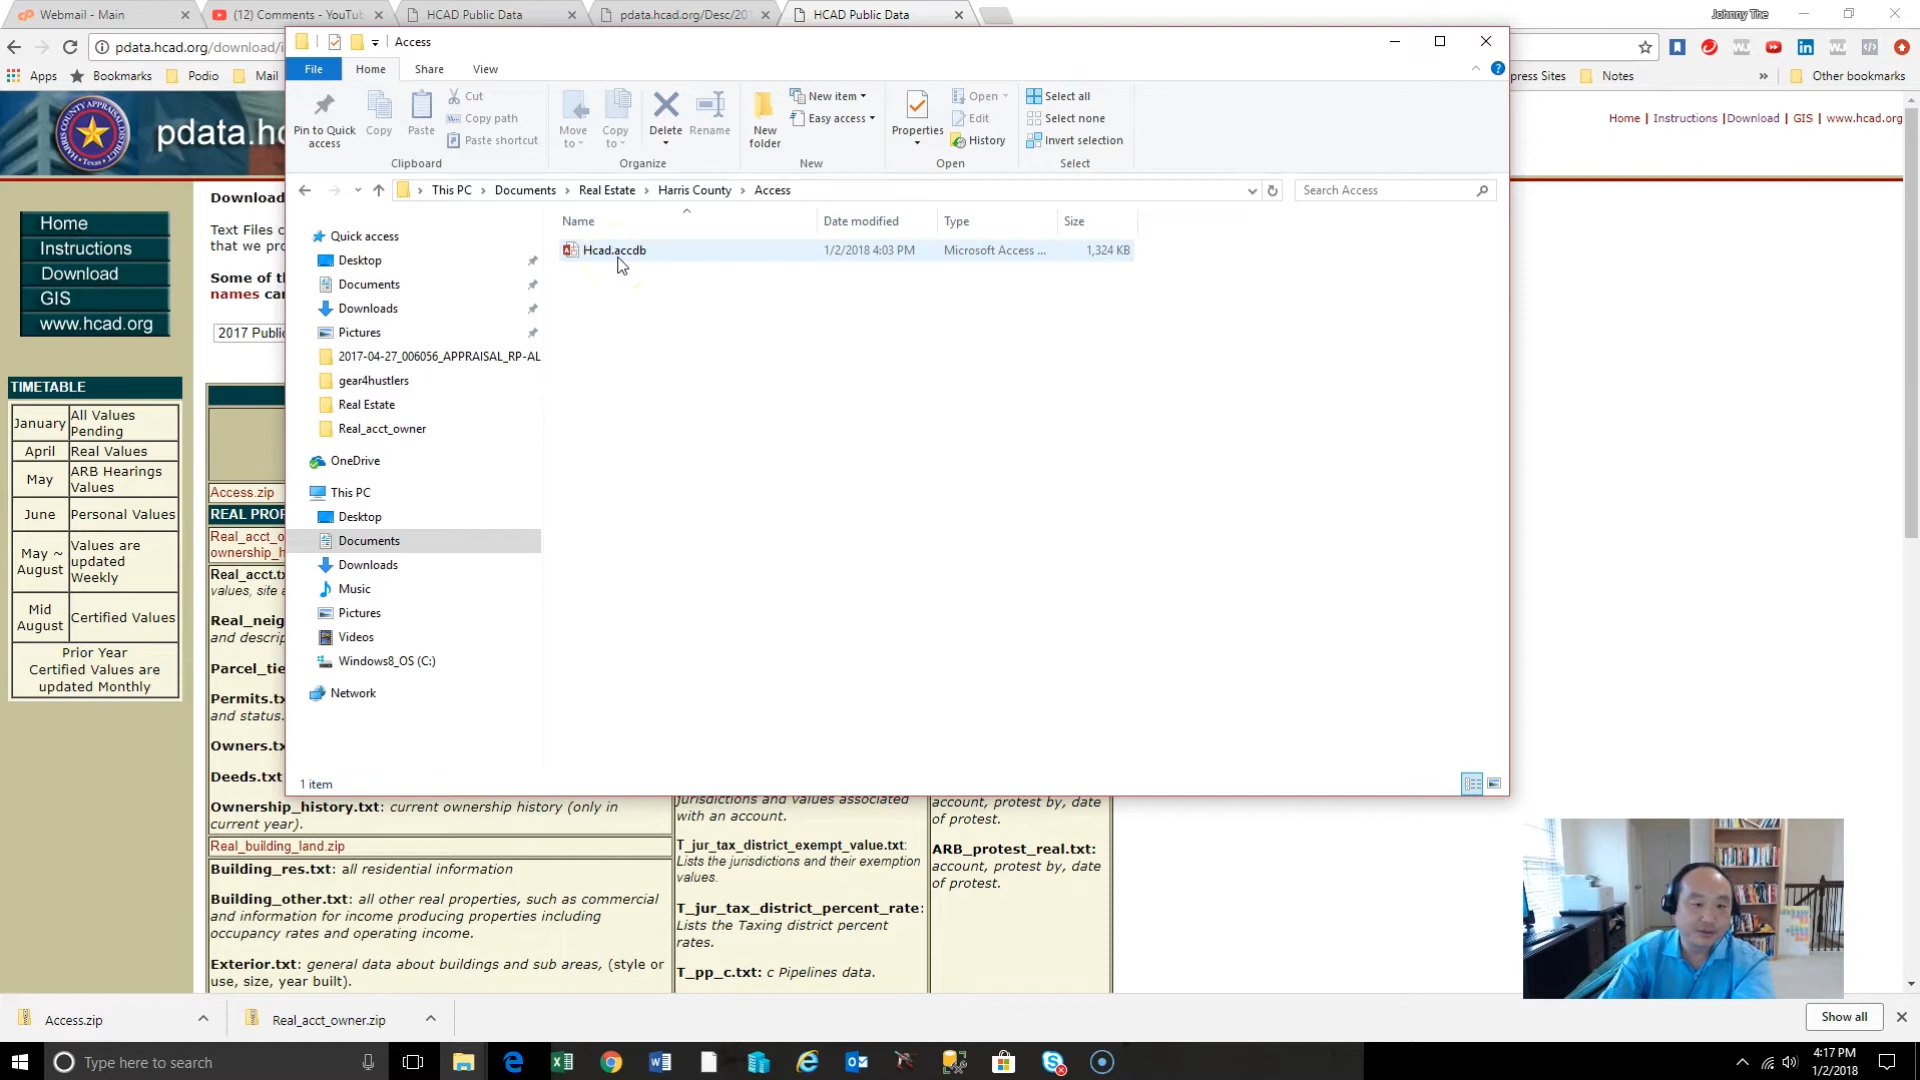 Webmail - Main
(12) Comments - YouTub
HCAD Public Data
pdata.hcad.org/Desc/20
HCAD Public Data
Johnny The
pdata.hcad.org/download/i
Apps
Bookmarks
Podio
Mail
press Sites
Notes
»
Other bookmarks
Access
File
Home
Share
View
Pin to Quick
access
Copy
Paste
Cut
Copy path
Paste shortcut
Clipboard
Move
to
Copy
to
Delete
Rename
Organize
New
folder
New item
Easy access
New
Properties
Open
Edit
History
Open
Select all
Select none
Invert selection
Select
This PC > Documents > Real Estate > Harris County > Access
Search Access
Name
Date modified
Type
Size
Hcad.accdb
1/2/2018 4:03 PM
Microsoft Access ...
1,324 KB
Quick access
Desktop
Documents
Downloads
Pictures
2017-04-27_006056_APPRAISAL_RP-AL
gear4hustlers
Real Estate
Real_acct_owner
OneDrive
This PC
Desktop
Documents
Downloads
Music
Pictures
Videos
Windows8_OS (C:)
Network
1 item
HARRIS COUNTY APPRAISAL DISTRICT
Texas
pdata.hc
Home | Instructions |Download | GIS | www.hcad.org
Home
Instructions
Download
GIS
www.hcad.org
TIMETABLE
January
All Values
Pending
April
Real Values
May
ARB Hearings
Values
June
Personal Values
May ~
August
Values are
updated
Weekly
Mid
August
Certified Values
Prior Year
Certified Values are
updated Monthly
Download
Text Files c
that we pro
Some of th
names can
2017 Public
Access.zip
REAL PROP
Real_acct_o
ownership_h
Real_acct.tx
values, site a
Real_neig
and descrip
Parcel_tie
Permits.tx
and status.
Owners.tx
Deeds.txt
Ownership_history.txt: current ownership history (only in
current year).
Real_building_land.zip
Building_res.txt: all residential information
Building_other.txt: all other real properties, such as commercial
and information for income producing properties including
occupancy rates and operating income.
Exterior.txt: general data about buildings and sub areas, (style or
use, size, year built).
jurisdictions and values associated
with an account.
T_jur_tax_district_exempt_value.txt:
Lists the jurisdictions and their exemption
values.
T_jur_tax_district_percent_rate:
Lists the Taxing district percent
rates.
T_pp_c.txt: c Pipelines data.
account, protest by, date
of protest.
ARB_protest_real.txt:
account, protest by, date
of protest.
Access.zip
Real_acct_owner.zip
Show all
Type here to search
4:17 PM
1/2/2018